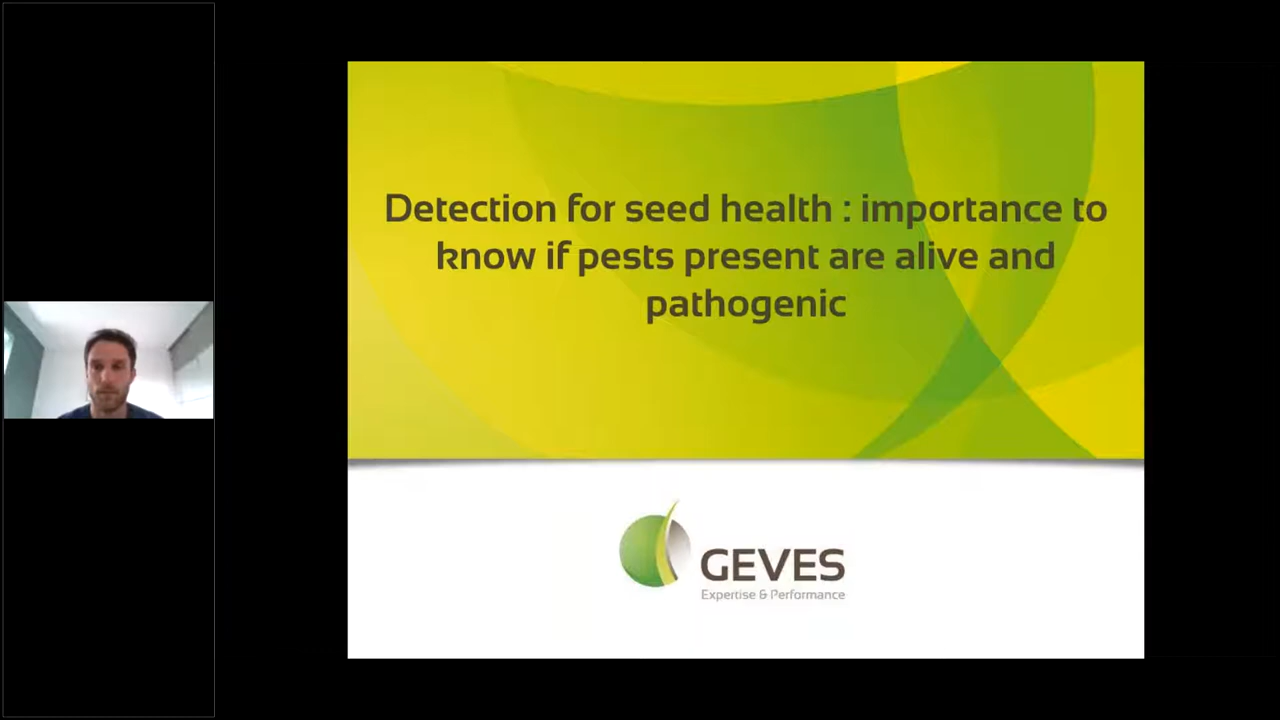 Detection for seed health : importance to
know if pests present are alive and
pathogenic
GEVES
Expertise & Performance